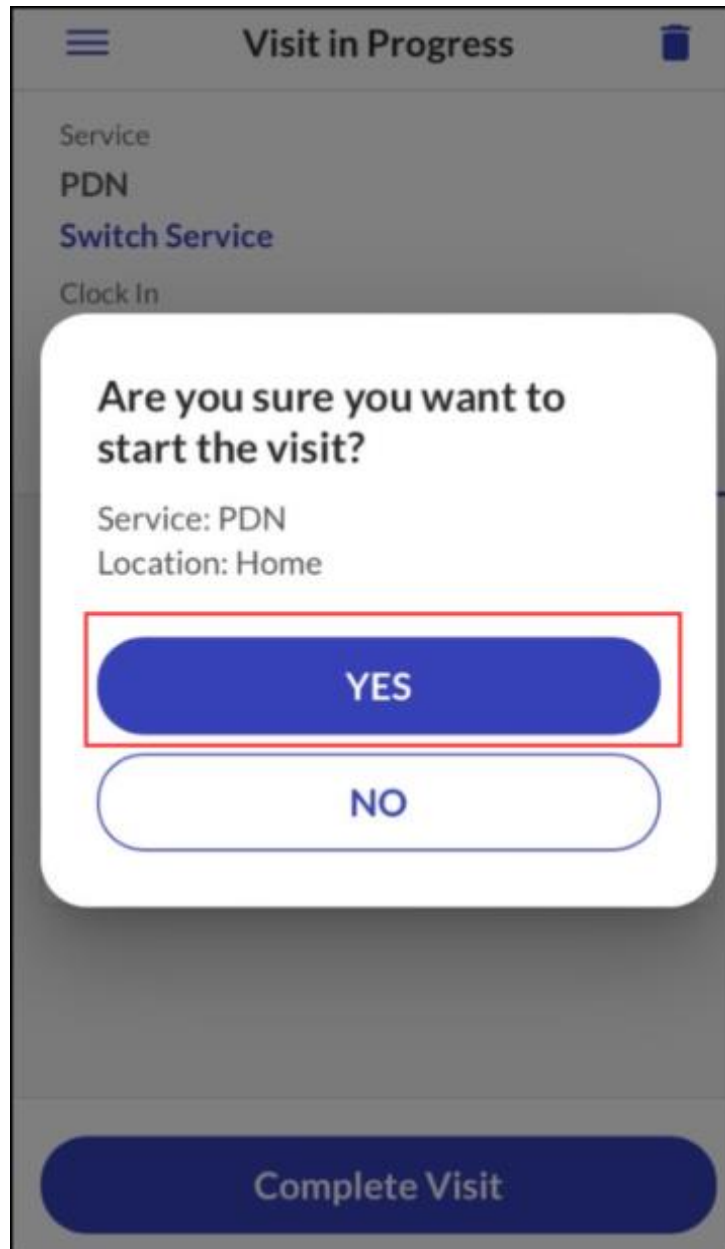 Visit in Progress
Service
PDN
Switch Service
Clock In
Are you sure you want to
start the visit?
Service: PDN
Location: Home
YES
NO
Complete Visit